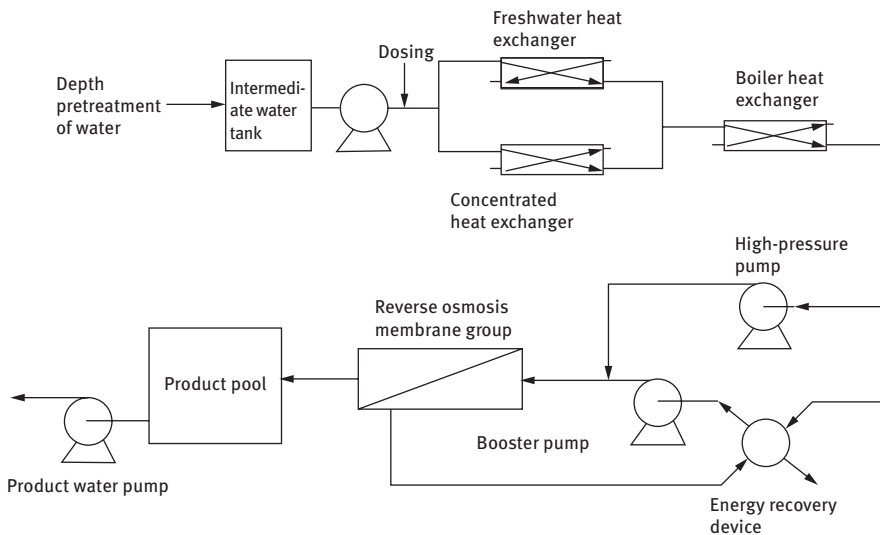 Freshwater heat
exchanger
Dosing
Depth
pretreatment
of water
Intermedi-
ate water
tank
Boiler heat
exchanger
Concentrated
heat exchanger
High-pressure
pump
Reverse osmosis
membrane group
Product pool
Booster pump
Product water pump
Energy recovery
device